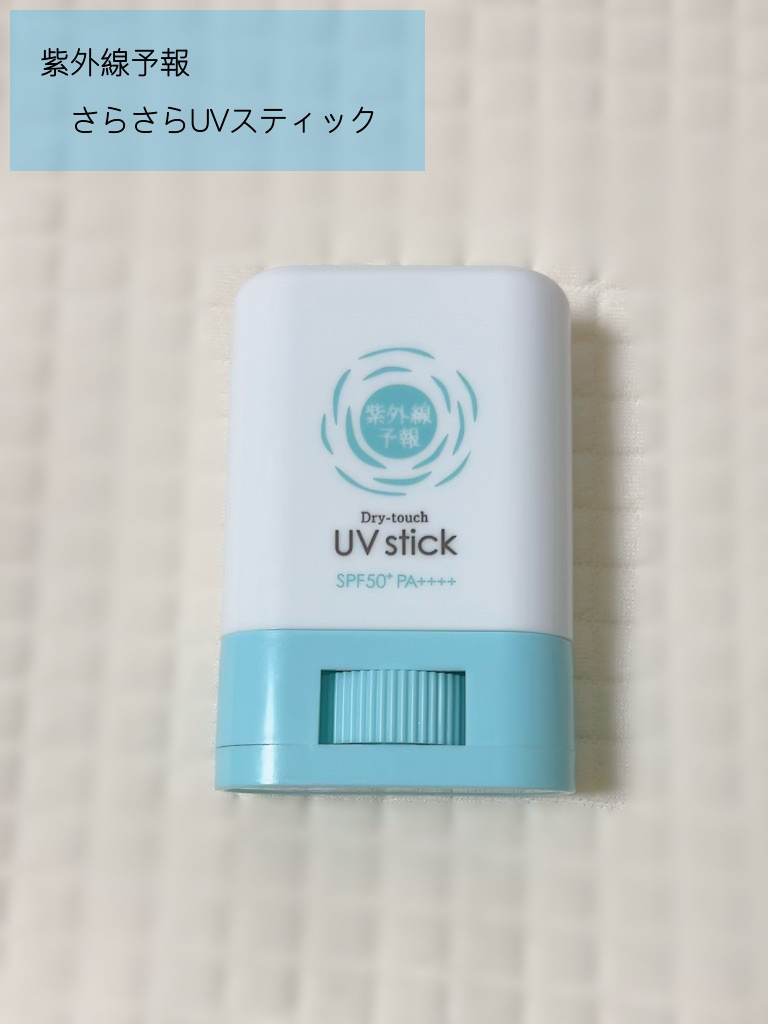 紫外線予報
さらさらUVスティック
紫外線
予報
Dry-touch
UV stick
SPF50+ PA++++